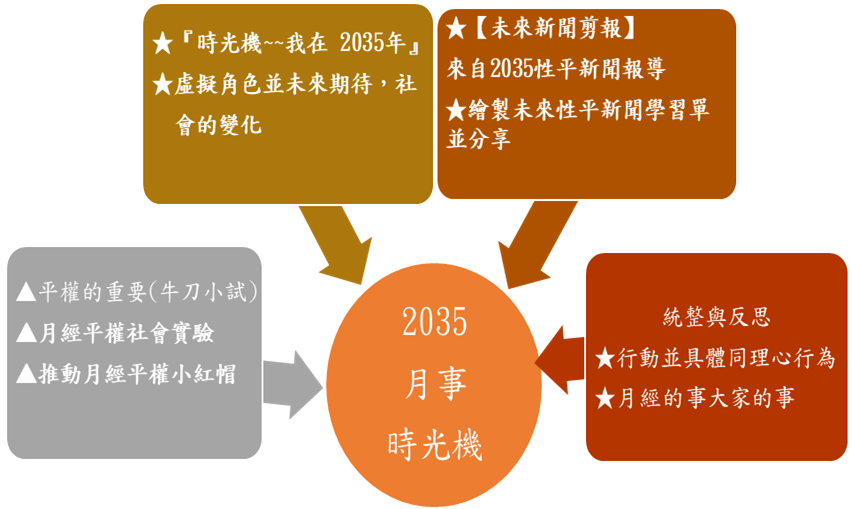 ★『時光機~~我在 2035年』
★虛擬角色並未來期待，社
會的變化
★【未來新聞剪報】
來自2035性平新聞報導
★繪製未來性平新聞學習單
並分享
▲平權的重要(牛刀小試)
▲月經平權社會實驗
▲推動月經平權小紅帽
2035
月事
時光機
統整與反思
★行動並具體同理心行為
★月經的事大家的事